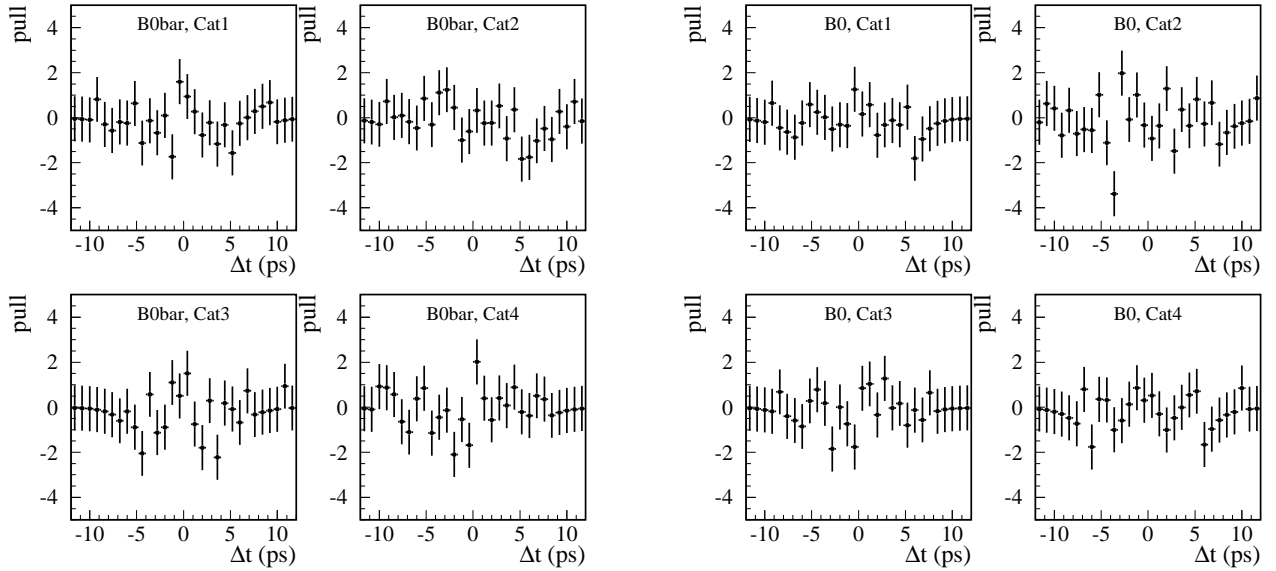 pull
B0bar, Cat1
4
2
0
-2
-4
-10 -5 0 5 10
Δt (ps)
pull
B0bar, Cat2
4
2
0
-2
-4
-10 -5 0 5 10
Δt (ps)
pull
B0, Cat1
4
2
0
-2
-4
-10 -5 0 5 10
Δt (ps)
pull
B0, Cat2
4
2
0
-2
-4
-10 -5 0 5 10
Δt (ps)
pull
B0bar, Cat3
4
2
0
-2
-4
-10 -5 0 5 10
Δt (ps)
pull
B0bar, Cat4
4
2
0
-2
-4
-10 -5 0 5 10
Δt (ps)
pull
B0, Cat3
4
2
0
-2
-4
-10 -5 0 5 10
Δt (ps)
pull
B0, Cat4
4
2
0
-2
-4
-10 -5 0 5 10
Δt (ps)